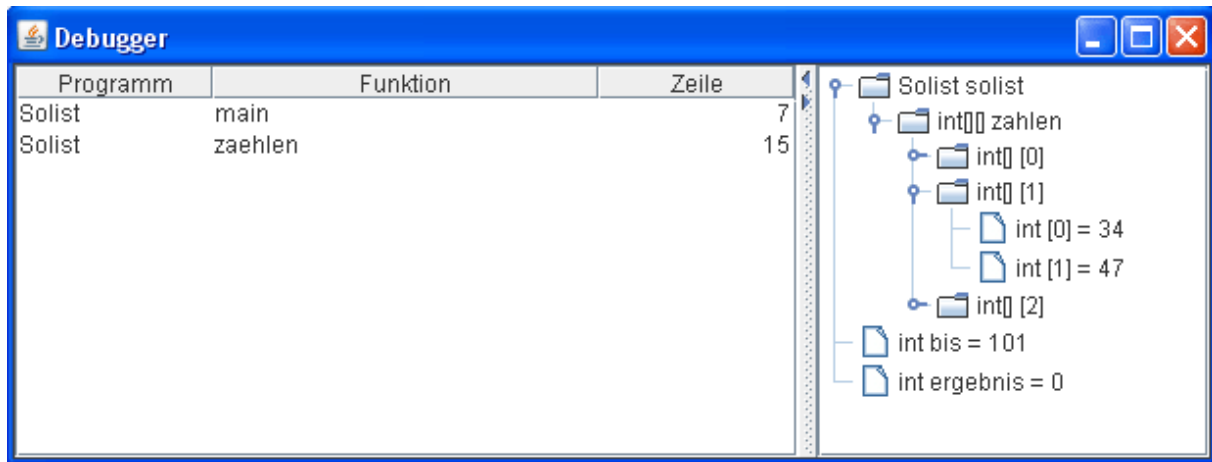 Debugger
Programm Funktion Zeile
Solist main 7
Solist zaehlen 15
Solist solist
int[][] zahlen
int[] [0]
int[] [1]
int [0] = 34
int [1] = 47
int[] [2]
int bis = 101
int ergebnis = 0